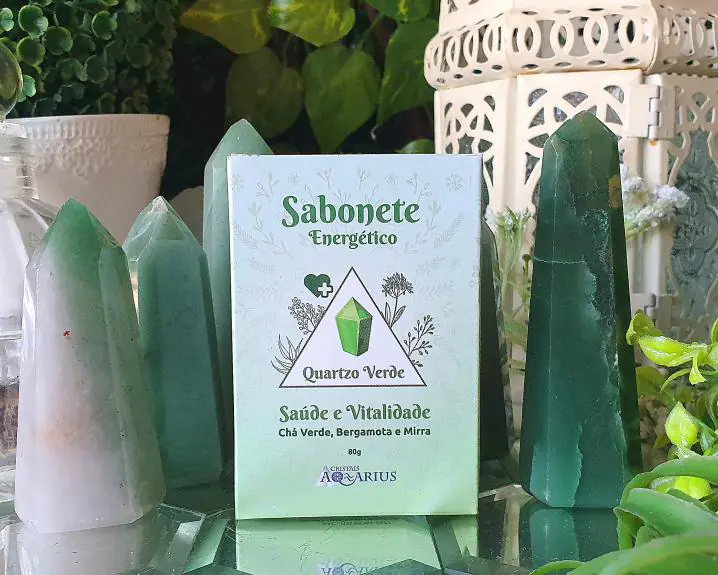 Sabonete
Energético
Quartzo Verde
Saúde e Vitalidade
Chá Verde, Bergamota e Mirra
80g
CRISTAIS
AQUARIUS